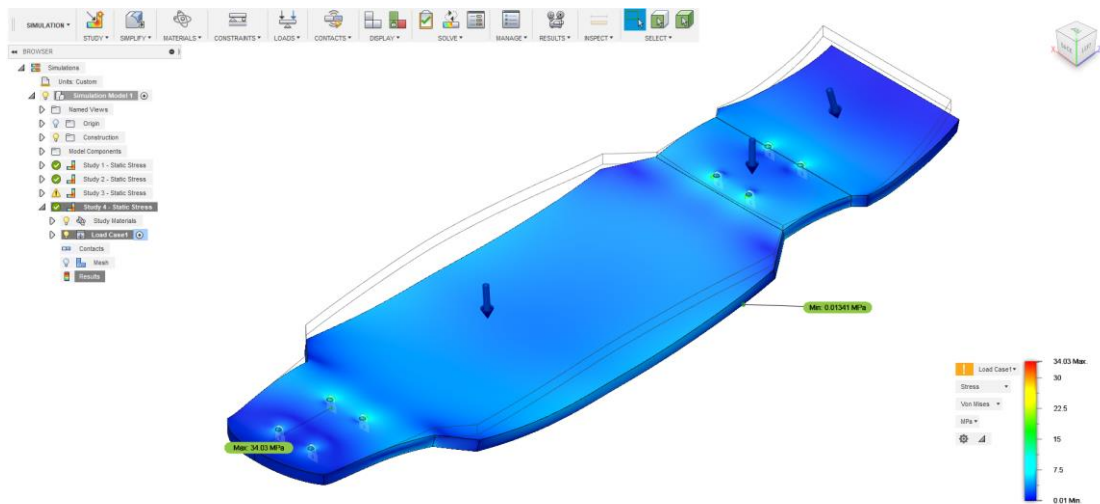 SIMULATION ▾
STUDY ▾
SIMPLIFY ▾
MATERIALS ▾
CONSTRAINTS ▾
LOADS ▾
CONTACTS ▾
DISPLAY ▾
SOLVE ▾
MANAGE ▾
RESULTS ▾
INSPECT ▾
SELECT ▾
BROWSER
Simulations
Units: Custom
Simulation Model 1
Named Views
Origin
Construction
Model Components
Study 1 - Static Stress
Study 2 - Static Stress
Study 3 - Static Stress
Study 4 - Static Stress
Study Materials
Load Case1
Contacts
Mesh
Results
BACK
LEFT
X
Min: 0.01341 MPa
Max: 34.03 MPa
Load Case1 ▾
Stress
Von Mises
MPa ▾
34.03 Max.
30
22.5
15
7.5
0.01 Min.